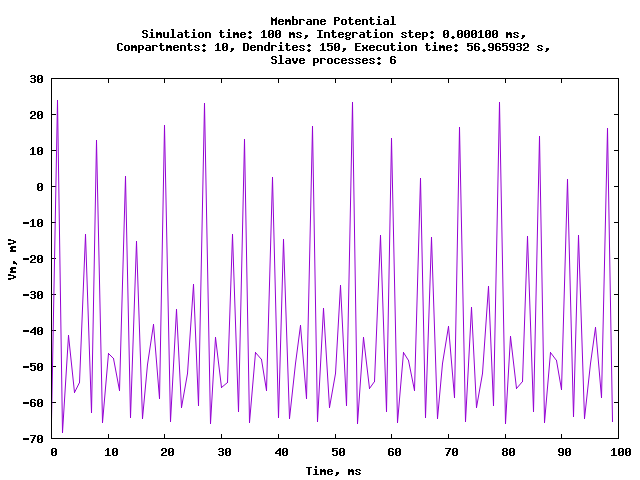 Membrane Potential
Simulation time: 100 ms, Integration step: 0.000100 ms,
Compartments: 10, Dendrites: 150, Execution time: 56.965932 s,
Slave processes: 6
30
20
10
0
-10
-20
-30
-40
-50
-60
-70
Vm, mV
0 10 20 30 40 50 60 70 80 90 100
Time, ms